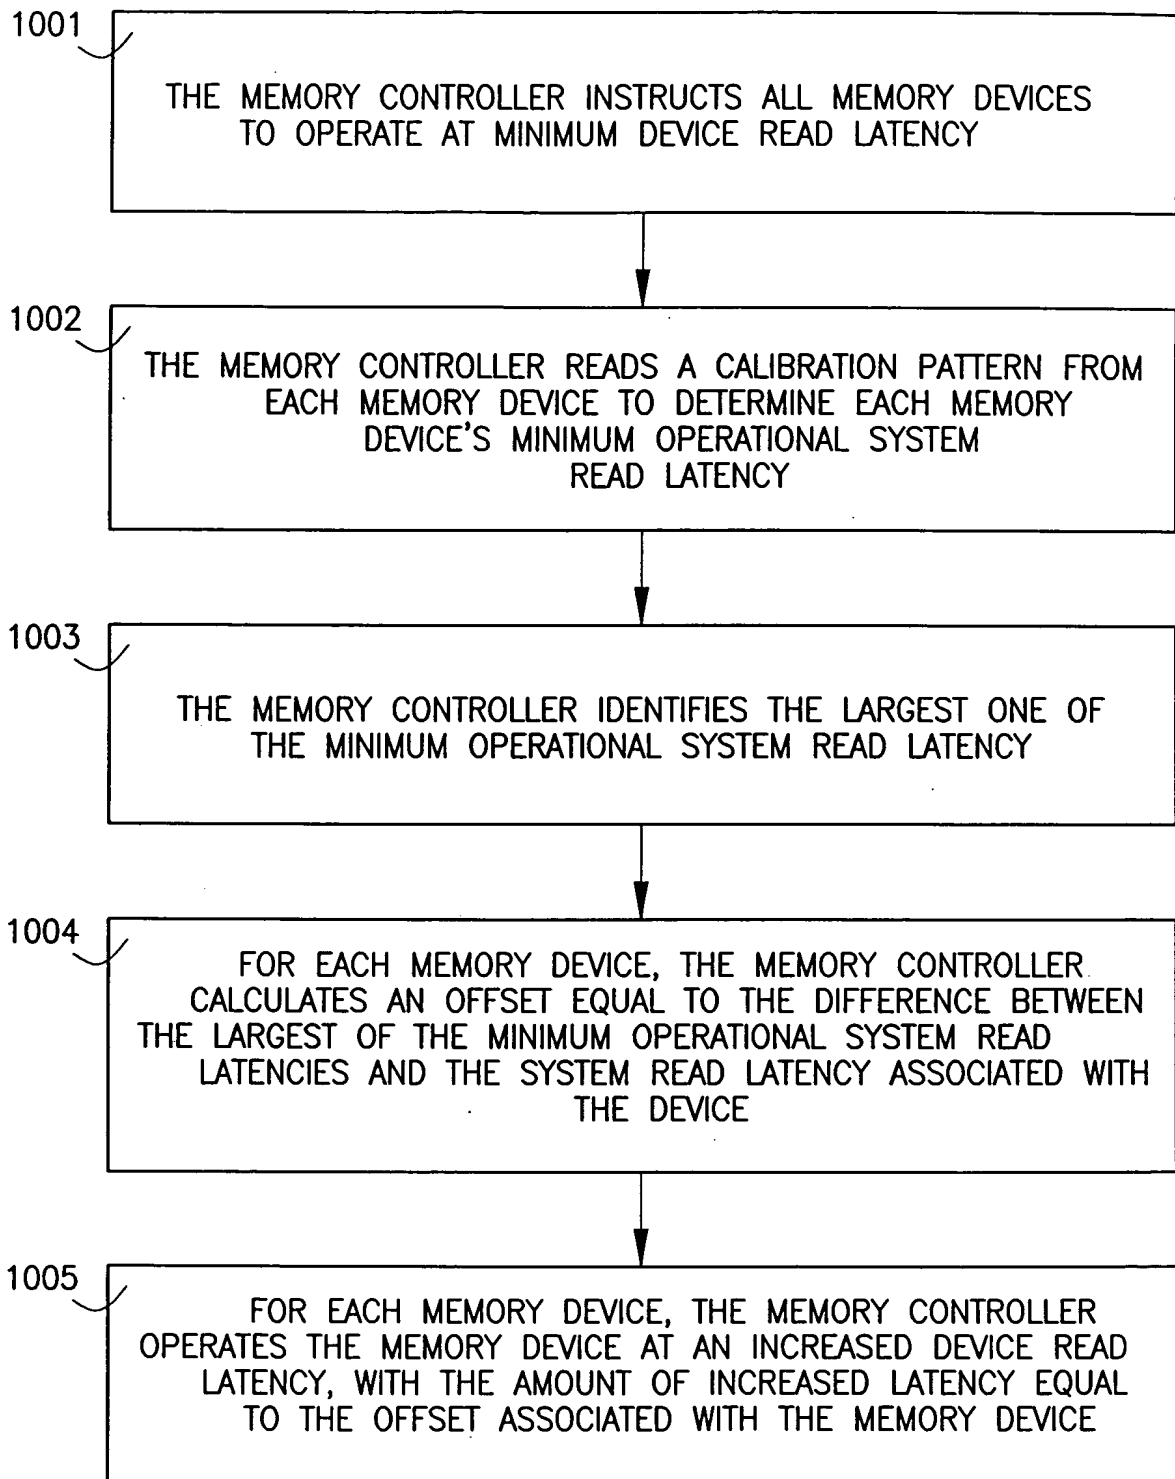 1001
THE MEMORY CONTROLLER INSTRUCTS ALL MEMORY DEVICES
TO OPERATE AT MINIMUM DEVICE READ LATENCY
1002
THE MEMORY CONTROLLER READS A CALIBRATION PATTERN FROM
EACH MEMORY DEVICE TO DETERMINE EACH MEMORY
DEVICE'S MINIMUM OPERATIONAL SYSTEM
READ LATENCY
1003
THE MEMORY CONTROLLER IDENTIFIES THE LARGEST ONE OF
THE MINIMUM OPERATIONAL SYSTEM READ LATENCY
1004
FOR EACH MEMORY DEVICE, THE MEMORY CONTROLLER
CALCULATES AN OFFSET EQUAL TO THE DIFFERENCE BETWEEN
THE LARGEST OF THE MINIMUM OPERATIONAL SYSTEM READ
LATENCIES AND THE SYSTEM READ LATENCY ASSOCIATED WITH
THE DEVICE
1005
FOR EACH MEMORY DEVICE, THE MEMORY CONTROLLER
OPERATES THE MEMORY DEVICE AT AN INCREASED DEVICE READ
LATENCY, WITH THE AMOUNT OF INCREASED LATENCY EQUAL
TO THE OFFSET ASSOCIATED WITH THE MEMORY DEVICE